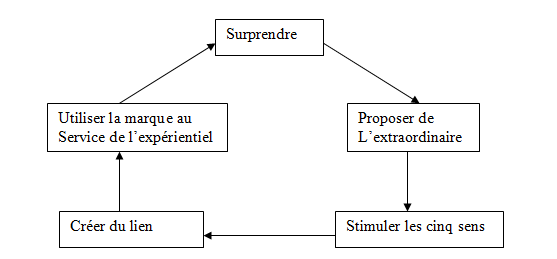 Surprendre
Utiliser la marque au
Service de l'expérientiel
Proposer de
L'extraordinaire
Créer du lien
Stimuler les cinq sens